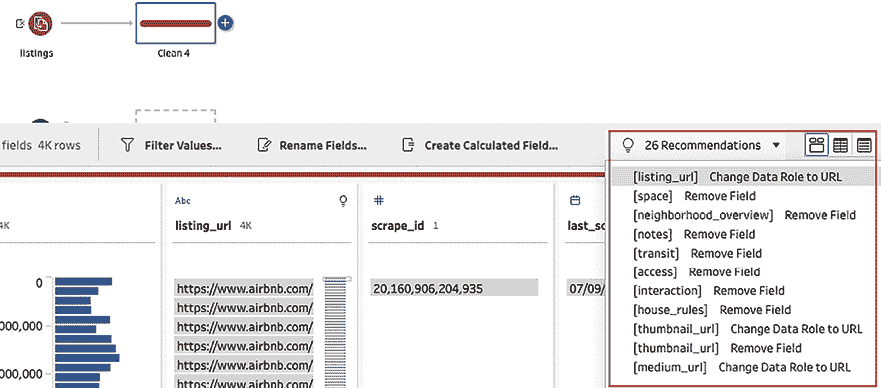 listings
Clean 4
fields 4K rows
Filter Values...
Rename Fields...
Create Calculated Field...
26 Recommendations
[listing_url] Change Data Role to URL
[space] Remove Field
[neighborhood_overview] Remove Field
[notes] Remove Field
[transit] Remove Field
[access] Remove Field
[interaction] Remove Field
[house_rules] Remove Field
[thumbnail_url] Change Data Role to URL
[thumbnail_url] Remove Field
[medium_url] Change Data Role to URL
4K
Abc
listing_url 4K
#
scrape_id 1
last_sc
0
000,000
000,000
https://www.airbnb.com/
https://www.airbnb.com/
https://www.airbnb.com/
https://www.airbnb.com/
https://www.airbnb.com/
https://www.airbnb.com/
20,160,906,204,935
07/09/